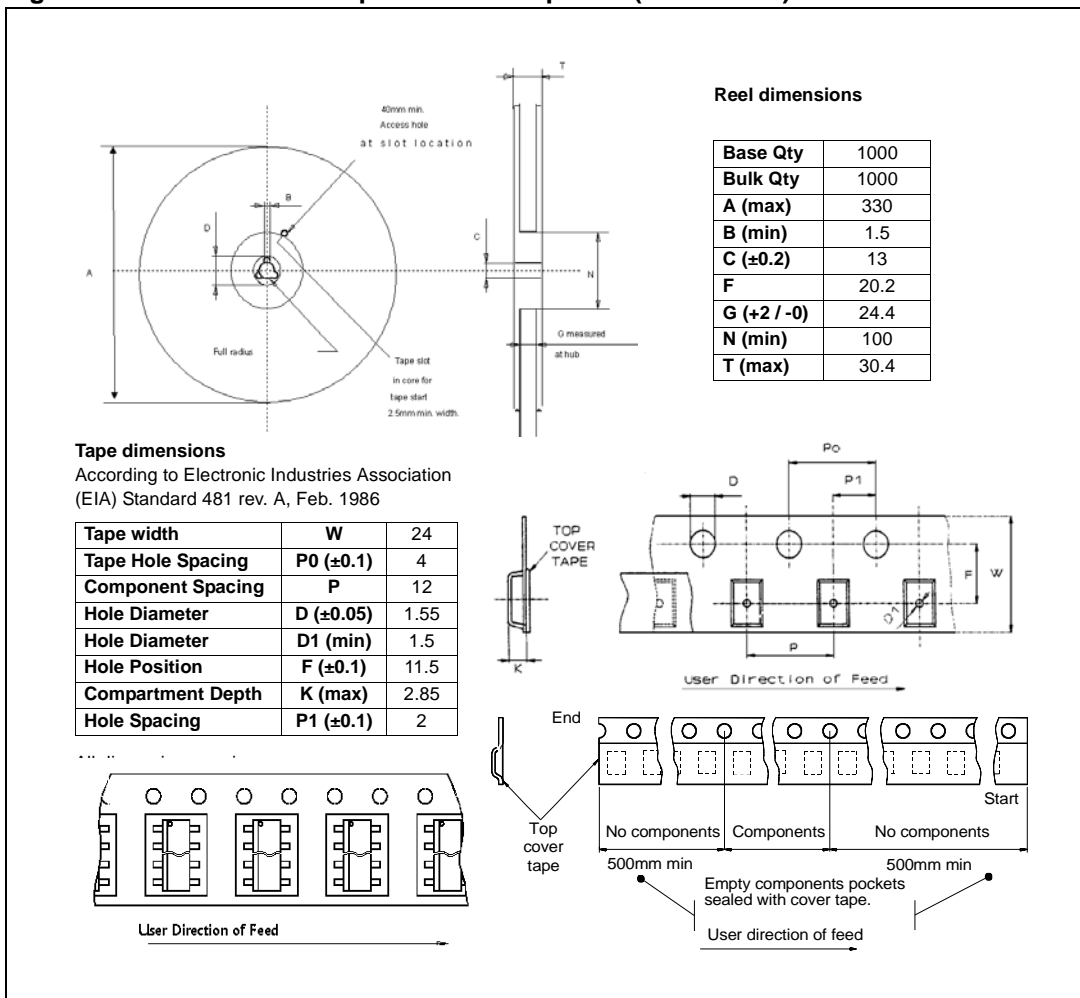 T
40mm min.
Access hole
at slot location
B
D
C
A
N
G measured
at hub
Full radius
Tape slot
in core for
tape start
2.5mm min. width.
Reel dimensions
Base Qty 1000
Bulk Qty 1000
A (max) 330
B (min) 1.5
C (±0.2) 13
F 20.2
G (+2 / -0) 24.4
N (min) 100
T (max) 30.4
Tape dimensions
According to Electronic Industries Association
(EIA) Standard 481 rev. A, Feb. 1986
Tape width W 24
Tape Hole Spacing P0 (±0.1) 4
Component Spacing P 12
Hole Diameter D (±0.05) 1.55
Hole Diameter D1 (min) 1.5
Hole Position F (±0.1) 11.5
Compartment Depth K (max) 2.85
Hole Spacing P1 (±0.1) 2
Po
D
P1
TOP
COVER
TAPE
F
W
D1
K
P
User Direction of Feed
End
Start
Top
cover
tape
No components Components No components
500mm min 500mm min
Empty components pockets
sealed with cover tape.
User direction of feed
User Direction of Feed